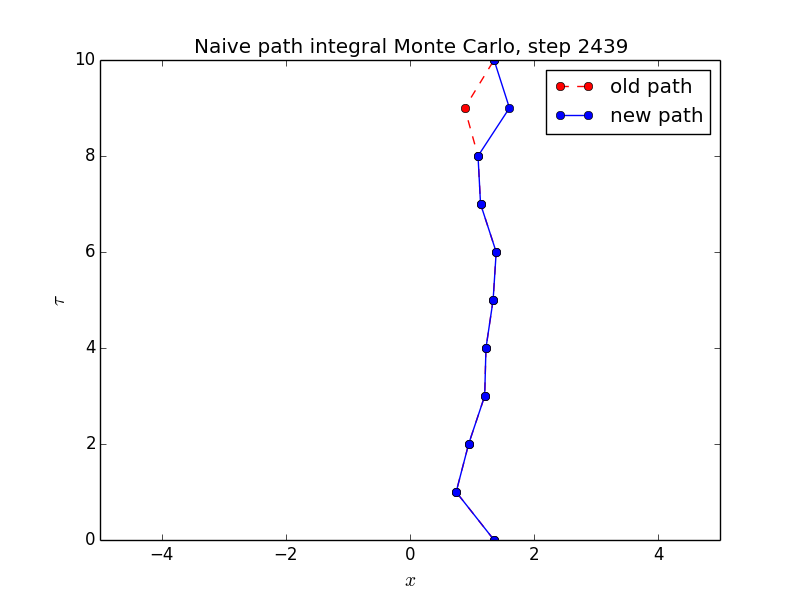 Naive path integral Monte Carlo, step 2439
10
old path
new path
8
6
τ
4
2
0
−4 −2 0 2 4
x